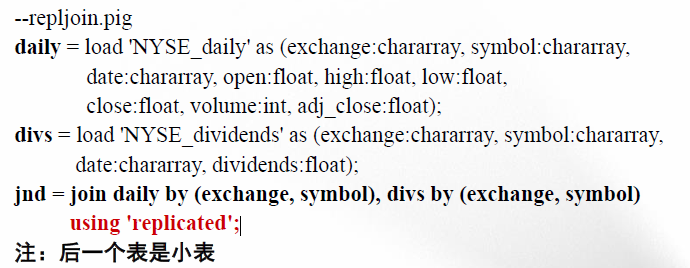 --repljoin.pig
daily = load 'NYSE_daily' as (exchange:chararray, symbol:chararray,
date:chararray, open:float, high:float, low:float,
close:float, volume:int, adj_close:float);
divs = load 'NYSE_dividends' as (exchange:chararray, symbol:chararray,
date:chararray, dividends:float);
jnd = join daily by (exchange, symbol), divs by (exchange, symbol)
using 'replicated';
注：后一个表是小表